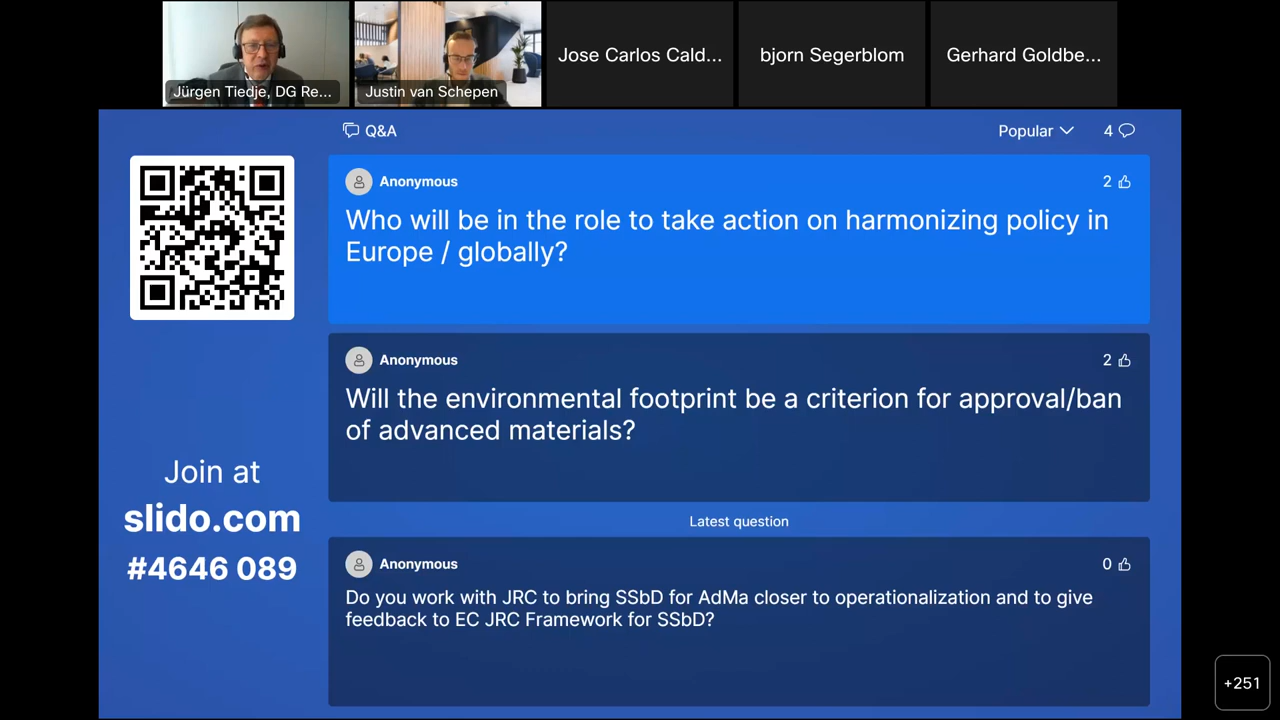 Jürgen Tiedje, DG Re...
Justin van Schepen
Jose Carlos Cald...
bjorn Segerblom
Gerhard Goldbe...
Q&A
Popular
4
Anonymous
2
Who will be in the role to take action on harmonizing policy in
Europe / globally?
Anonymous
2
Will the environmental footprint be a criterion for approval/ban
of advanced materials?
Join at
slido.com
#4646 089
Latest question
Anonymous
0
Do you work with JRC to bring SSbD for AdMa closer to operationalization and to give
feedback to EC JRC Framework for SSbD?
+251